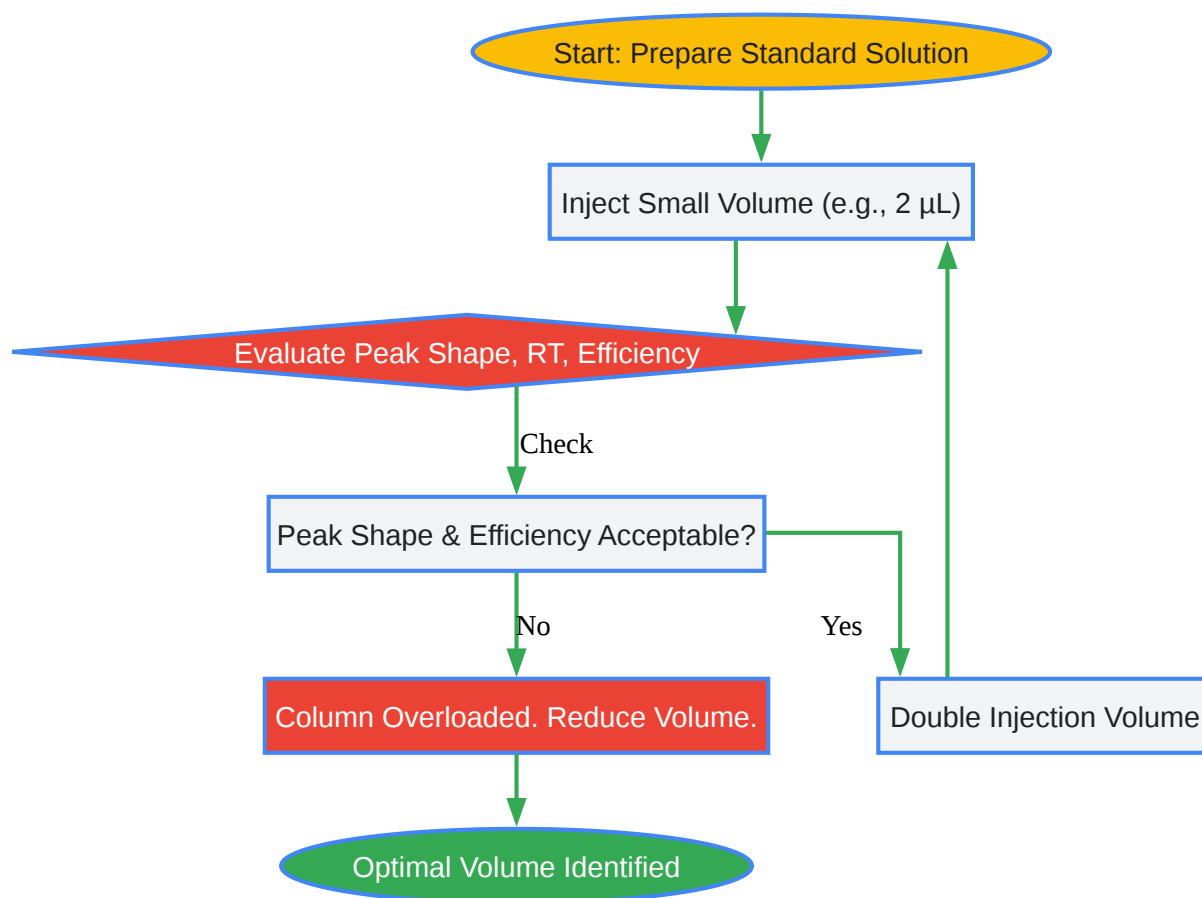 Start: Prepare Standard Solution
Inject Small Volume (e.g., 2 µL)
Evaluate Peak Shape, RT, Efficiency
Check
Peak Shape & Efficiency Acceptable?
No
Yes
Column Overloaded. Reduce Volume.
Double Injection Volume
Optimal Volume Identified